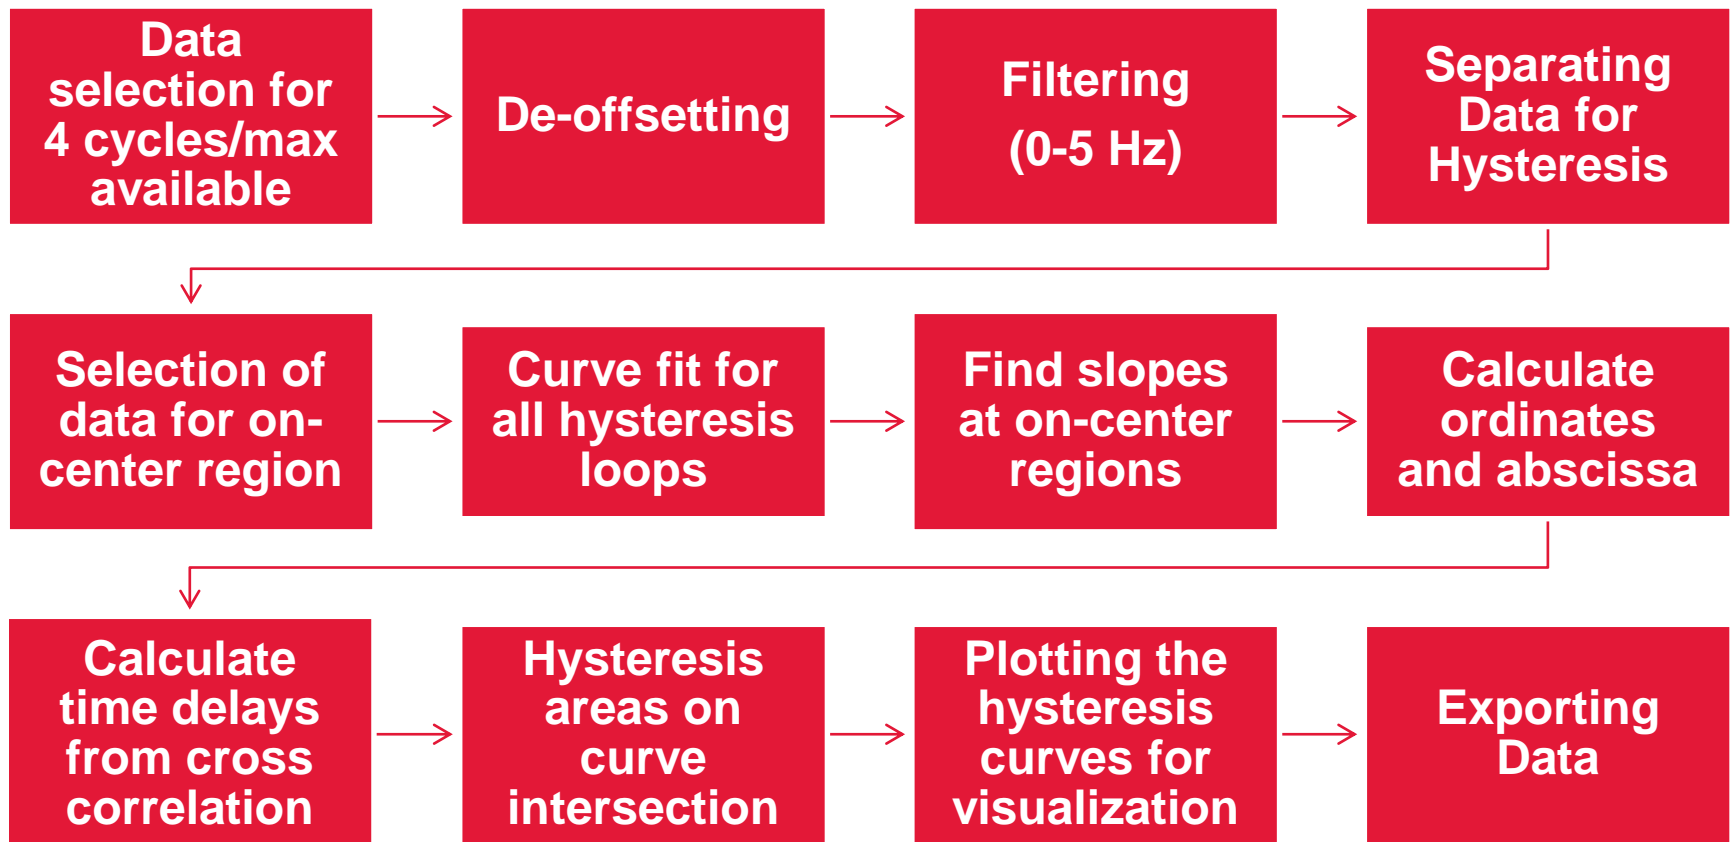 Data
selection for
4 cycles/max
available
De-offsetting
Filtering
(0-5 Hz)
Separating
Data for
Hysteresis
Selection of
data for on-
center region
Curve fit for
all hysteresis
loops
Find slopes
at on-center
regions
Calculate
ordinates
and abscissa
Calculate
time delays
from cross
correlation
Hysteresis
areas on
curve
intersection
Plotting the
hysteresis
curves for
visualization
Exporting
Data